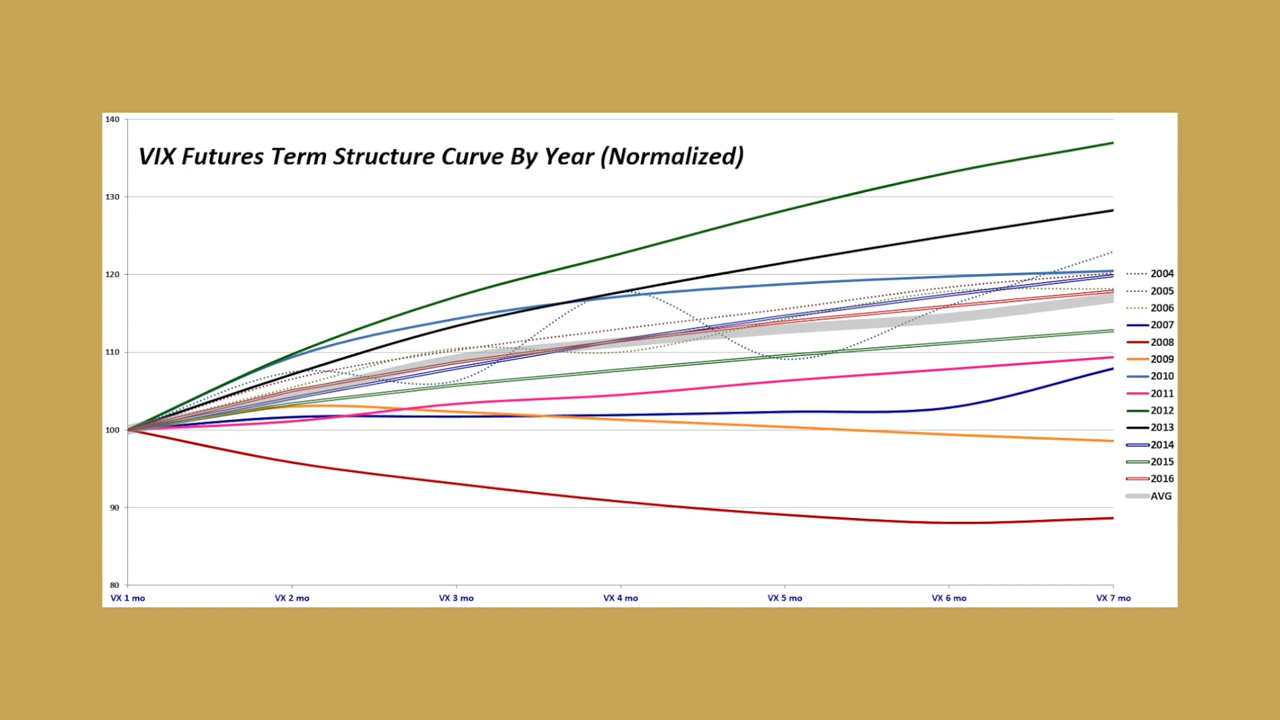 VIX Futures Term Structure Curve By Year (Normalized)
140
130
120
110
100
90
80
VX 1 mo
VX 2 mo
VX 3 mo
VX 4 mo
VX 5 mo
VX 6 mo
VX 7 mo
2004
2005
2006
2007
2008
2009
2010
2011
2012
2013
2014
2015
2016
AVG